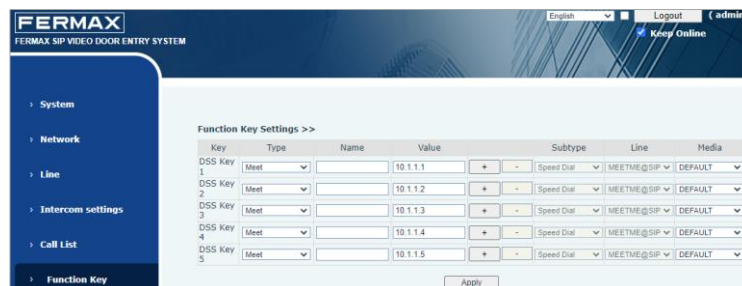 FERMAX
FERMAX SIP VIDEO DOOR ENTRY SYSTEM
English Logout ( admin
Keep Online
› System
› Network
› Line
› Intercom settings
› Call List
› Function Key
Function Key Settings >>
Key Type Name Value Subtype Line Media
DSS Key 1 Meet 10.1.1.1 + - Speed Dial MEETME@SIP DEFAULT
DSS Key 2 Meet 10.1.1.2 + - Speed Dial MEETME@SIP DEFAULT
DSS Key 3 Meet 10.1.1.3 + - Speed Dial MEETME@SIP DEFAULT
DSS Key 4 Meet 10.1.1.4 + - Speed Dial MEETME@SIP DEFAULT
DSS Key 5 Meet 10.1.1.5 + - Speed Dial MEETME@SIP DEFAULT
Apply